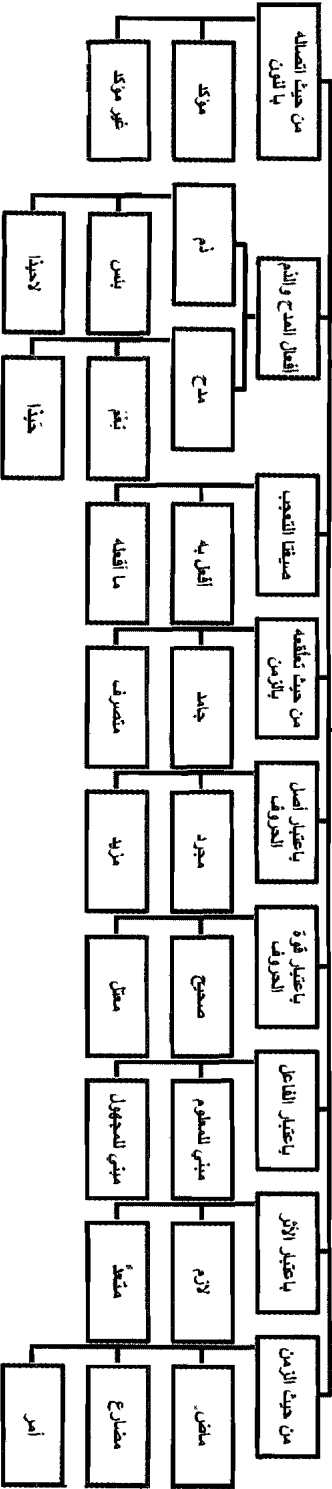 من حيث الزمن
ماضٍ
مضارع
أمر
باعتبار الأثر
لازم
متعدٍّ
باعتبار الفاعل
مبني للمعلوم
مبني للمجهول
باعتبار قوة
الحروف
صحيح
معتل
باعتبار أصل
الحروف
مجرد
مزيد
من حيث تعلقه
بالزمن
جامد
متصرف
صيغتا التعجب
أفعل به
ما أفعله
أفعال المدح والذم
مدح
نِعْمَ
حَبّذا
ذم
بئس
لاحبذا
من حيث اتصاله
بالنون
مؤكد
غير مؤكد